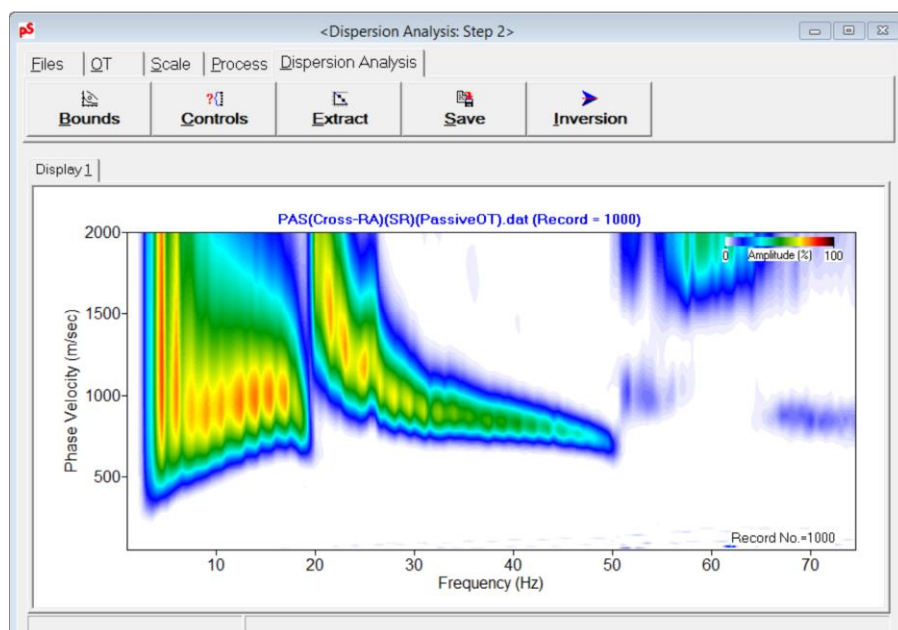 pS
<Dispersion Analysis: Step 2>
Files OT Scale Process Dispersion Analysis
?{]
Bounds Controls Extract Save Inversion
Display 1
PAS(Cross-RA)(SR)(PassiveOT).dat (Record = 1000)
0 Amplitude (%) 100
Phase Velocity (m/sec)
2000
1500
1000
500
Record No.=1000
10 20 30 40 50 60 70
Frequency (Hz)